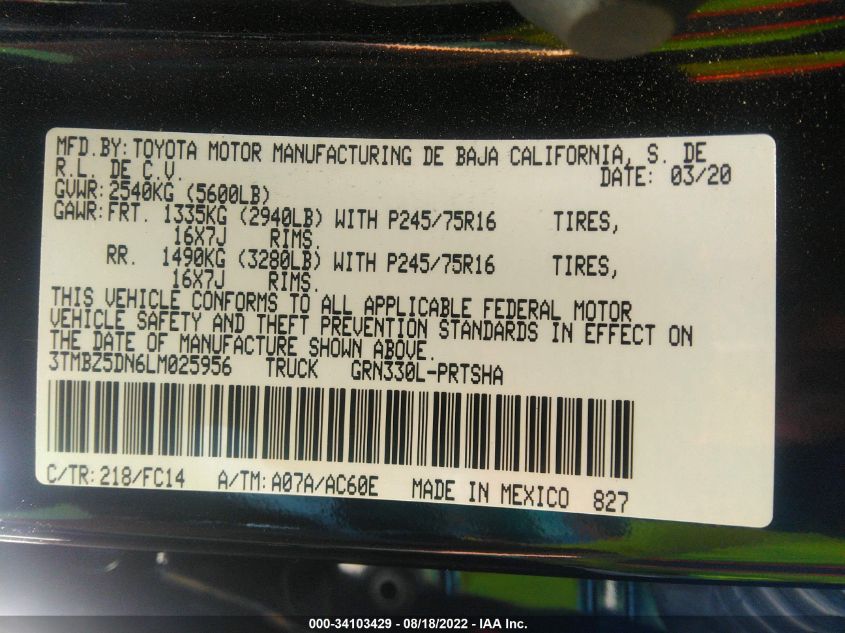 MFD.BY: TOYOTA MOTOR MANUFACTURING DE BAJA CALIFORNIA, S. DE
R.L. DE C.V. DATE: 03/20
GVWR: 2540KG (5600LB)
GAWR: FRT. 1335KG (2940LB) WITH P245/75R16 TIRES,
16X7J RIMS.
RR. 1490KG (3280LB) WITH P245/75R16 TIRES,
16X7J RIMS.
THIS VEHICLE CONFORMS TO ALL APPLICABLE FEDERAL MOTOR
VEHICLE SAFETY AND THEFT PREVENTION STANDARDS IN EFFECT ON
THE DATE OF MANUFACTURE SHOWN ABOVE.
3TMBZ5DN6LM025956 TRUCK GRN330L-PRTSHA
C/TR: 218/FC14 A/TM: A07A/AC60E MADE IN MEXICO 827
000-34103429 - 08/18/2022 - IAA Inc.